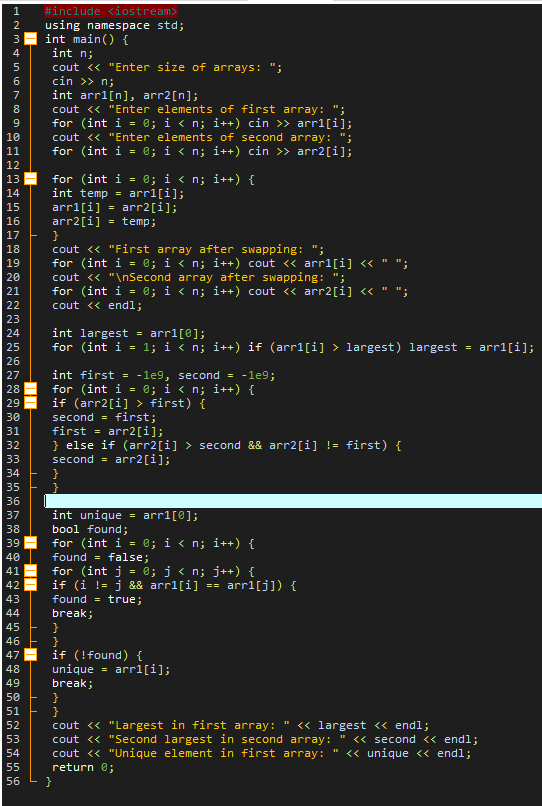 1 #include <iostream>
2 using namespace std;
3 int main() {
4 int n;
5 cout << "Enter size of arrays: ";
6 cin >> n;
7 int arr1[n], arr2[n];
8 cout << "Enter elements of first array: ";
9 for (int i = 0; i < n; i++) cin >> arr1[i];
10 cout << "Enter elements of second array: ";
11 for (int i = 0; i < n; i++) cin >> arr2[i];
12
13 for (int i = 0; i < n; i++) {
14 int temp = arr1[i];
15 arr1[i] = arr2[i];
16 arr2[i] = temp;
17 }
18 cout << "First array after swapping: ";
19 for (int i = 0; i < n; i++) cout << arr1[i] << " ";
20 cout << "\nSecond array after swapping: ";
21 for (int i = 0; i < n; i++) cout << arr2[i] << " ";
22 cout << endl;
23
24 int largest = arr1[0];
25 for (int i = 1; i < n; i++) if (arr1[i] > largest) largest = arr1[i];
26
27 int first = -1e9, second = -1e9;
28 for (int i = 0; i < n; i++) {
29 if (arr2[i] > first) {
30 second = first;
31 first = arr2[i];
32 } else if (arr2[i] > second && arr2[i] != first) {
33 second = arr2[i];
34 }
35 }
36
37 int unique = arr1[0];
38 bool found;
39 for (int i = 0; i < n; i++) {
40 found = false;
41 for (int j = 0; j < n; j++) {
42 if (i != j && arr1[i] == arr1[j]) {
43 found = true;
44 break;
45 }
46 }
47 if (!found) {
48 unique = arr1[i];
49 break;
50 }
51 }
52 cout << "Largest in first array: " << largest << endl;
53 cout << "Second largest in second array: " << second << endl;
54 cout << "Unique element in first array: " << unique << endl;
55 return 0;
56 }